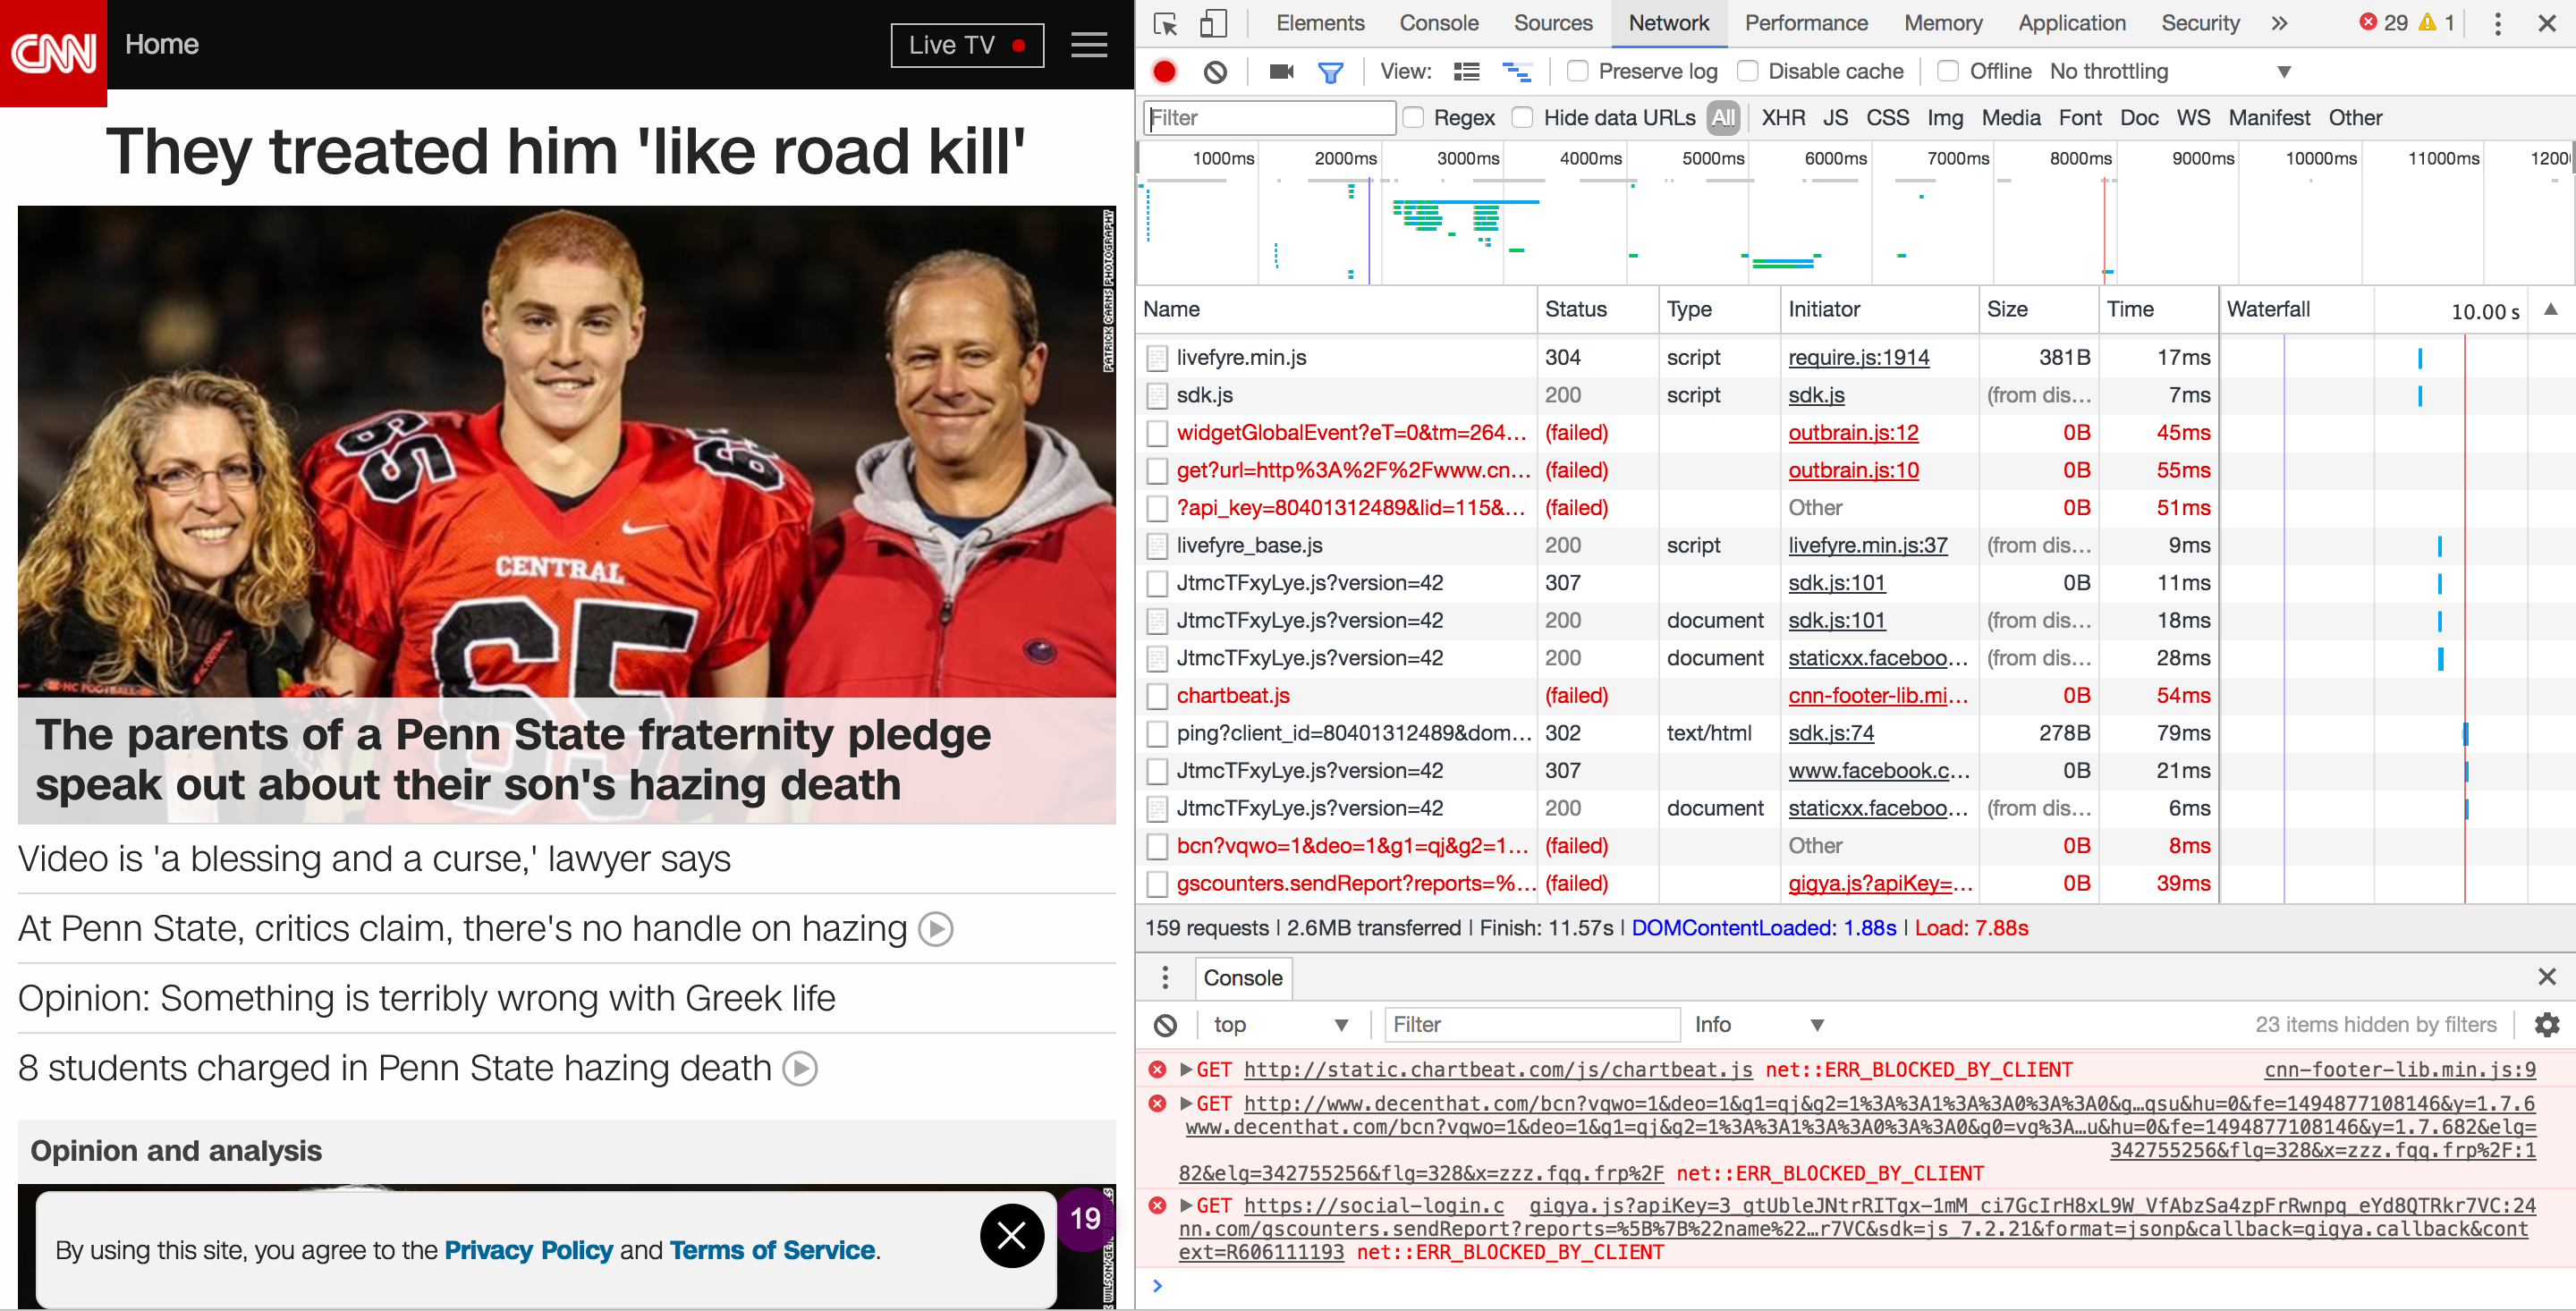 CNN
Home
Live TV
They treated him 'like road kill'
PATRICK CARNS PHOTOGRAPHY
65
CENTRAL
65
HC FOOTBALL
The parents of a Penn State fraternity pledge
speak out about their son's hazing death
Video is 'a blessing and a curse,' lawyer says
At Penn State, critics claim, there's no handle on hazing
Opinion: Something is terribly wrong with Greek life
8 students charged in Penn State hazing death
Opinion and analysis
By using this site, you agree to the Privacy Policy and Terms of Service.
19
Elements Console Sources Network Performance Memory Application Security » 29 1
View: Preserve log Disable cache Offline No throttling
Filter Regex Hide data URLs All XHR JS CSS Img Media Font Doc WS Manifest Other
1000ms 2000ms 3000ms 4000ms 5000ms 6000ms 7000ms 8000ms 9000ms 10000ms 11000ms 1200
Name Status Type Initiator Size Time Waterfall 10.00 s
livefyre.min.js 304 script require.js:1914 381B 17ms
sdk.js 200 script sdk.js (from dis... 7ms
widgetGlobalEvent?eT=0&tm=264... (failed) outbrain.js:12 0B 45ms
get?url=http%3A%2F%2Fwww.cn... (failed) outbrain.js:10 0B 55ms
?api_key=80401312489&lid=115&... (failed) Other 0B 51ms
livefyre_base.js 200 script livefyre.min.js:37 (from dis... 9ms
JtmcTFxyLye.js?version=42 307 sdk.js:101 0B 11ms
JtmcTFxyLye.js?version=42 200 document sdk.js:101 (from dis... 18ms
JtmcTFxyLye.js?version=42 200 document staticxx.faceboo... (from dis... 28ms
chartbeat.js (failed) cnn-footer-lib.mi... 0B 54ms
ping?client_id=80401312489&dom... 302 text/html sdk.js:74 278B 79ms
JtmcTFxyLye.js?version=42 307 www.facebook.c... 0B 21ms
JtmcTFxyLye.js?version=42 200 document staticxx.faceboo... (from dis... 6ms
bcn?vqwo=1&deo=1&g1=qj&g2=1... (failed) Other 0B 8ms
gscounters.sendReport?reports=%... (failed) gigya.js?apiKey=... 0B 39ms
159 requests | 2.6MB transferred | Finish: 11.57s | DOMContentLoaded: 1.88s | Load: 7.88s
Console
top Filter Info 23 items hidden by filters
GET http://static.chartbeat.com/js/chartbeat.js net::ERR_BLOCKED_BY_CLIENT cnn-footer-lib.min.js:9
GET http://www.decenthat.com/bcn?vqwo=1&deo=1&g1=qj&g2=1%3A%3A1%3A%3A0%3A%3A0&g…qsu&hu=0&fe=1494877108146&y=1.7.6
www.decenthat.com/bcn?vqwo=1&deo=1&g1=qj&g2=1%3A%3A1%3A%3A0%3A%3A0&g0=vg%3A…u&hu=0&fe=1494877108146&y=1.7.682&elg=
342755256&flg=328&x=zzz.fqq.frp%2F:1
82&elg=342755256&flg=328&x=zzz.fqq.frp%2F net::ERR_BLOCKED_BY_CLIENT
GET https://social-login.c gigya.js?apiKey=3_gtUbleJNtrRITgx-1mM_ci7GcIrH8xL9W_VfAbzSa4zpFrRwnpq_eYd8QTRkr7VC:24
nn.com/gscounters.sendReport?reports=%5B%7B%22name%22…r7VC&sdk=js_7.2.21&format=jsonp&callback=gigya.callback&cont
ext=R606111193 net::ERR_BLOCKED_BY_CLIENT